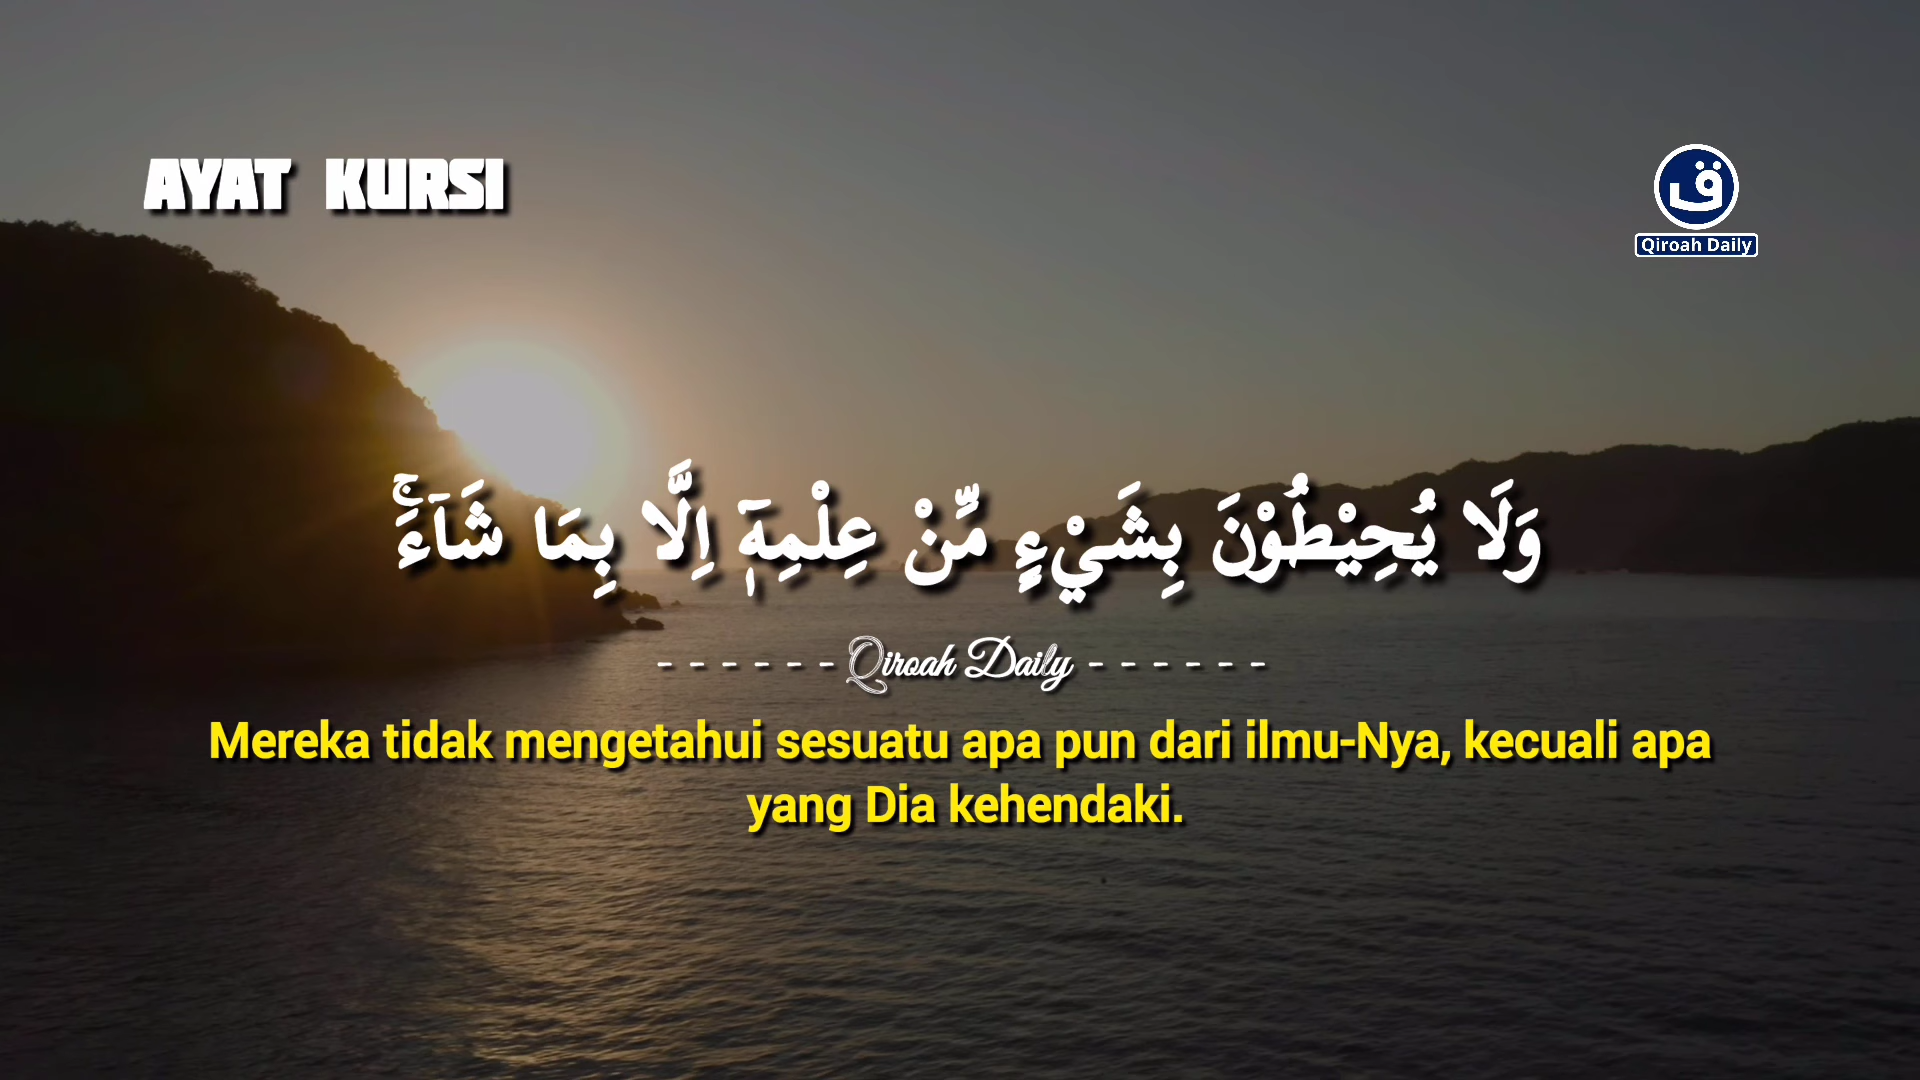 AYAT KURSI
ق
Qiroah Daily
وَلَا يُحِيْطُوْنَ بِشَيْءٍ مِّنْ عِلْمِهٖٓ اِلَّا بِمَا شَاۤءَۚ
- - - - - - Qiroah Daily - - - - - -
Mereka tidak mengetahui sesuatu apa pun dari ilmu-Nya, kecuali apa
yang Dia kehendaki.